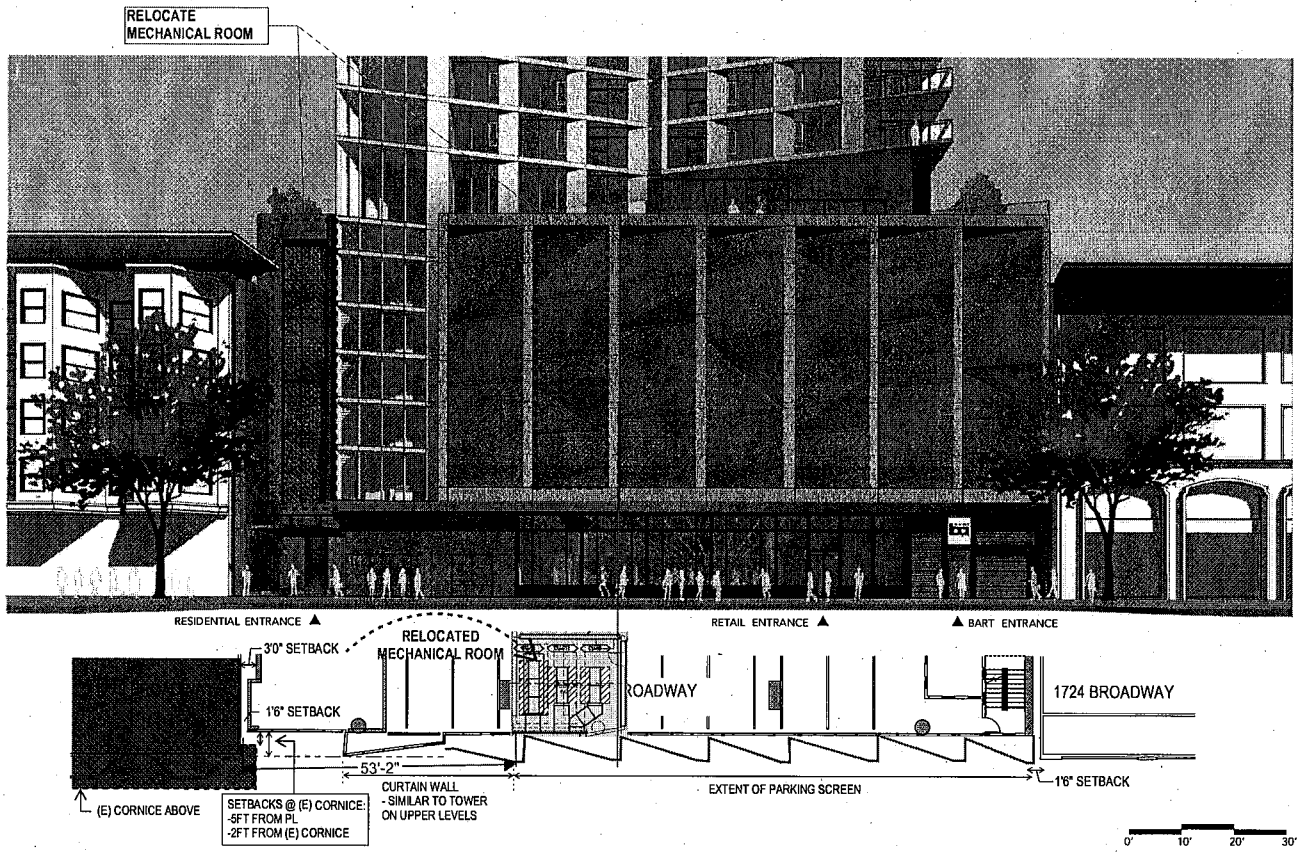 RELOCATE
MECHANICAL ROOM
RESIDENTIAL ENTRANCE ▲
RETAIL ENTRANCE ▲
▲ BART ENTRANCE
3'0" SETBACK
RELOCATED
MECHANICAL ROOM
ROADWAY
1724 BROADWAY
1'6" SETBACK
53'-2"
CURTAIN WALL
- SIMILAR TO TOWER
ON UPPER LEVELS
EXTENT OF PARKING SCREEN
1'6" SETBACK
(E) CORNICE ABOVE
SETBACKS @ (E) CORNICE:
-5FT FROM PL
-2FT FROM (E) CORNICE
0' 10' 20' 30'